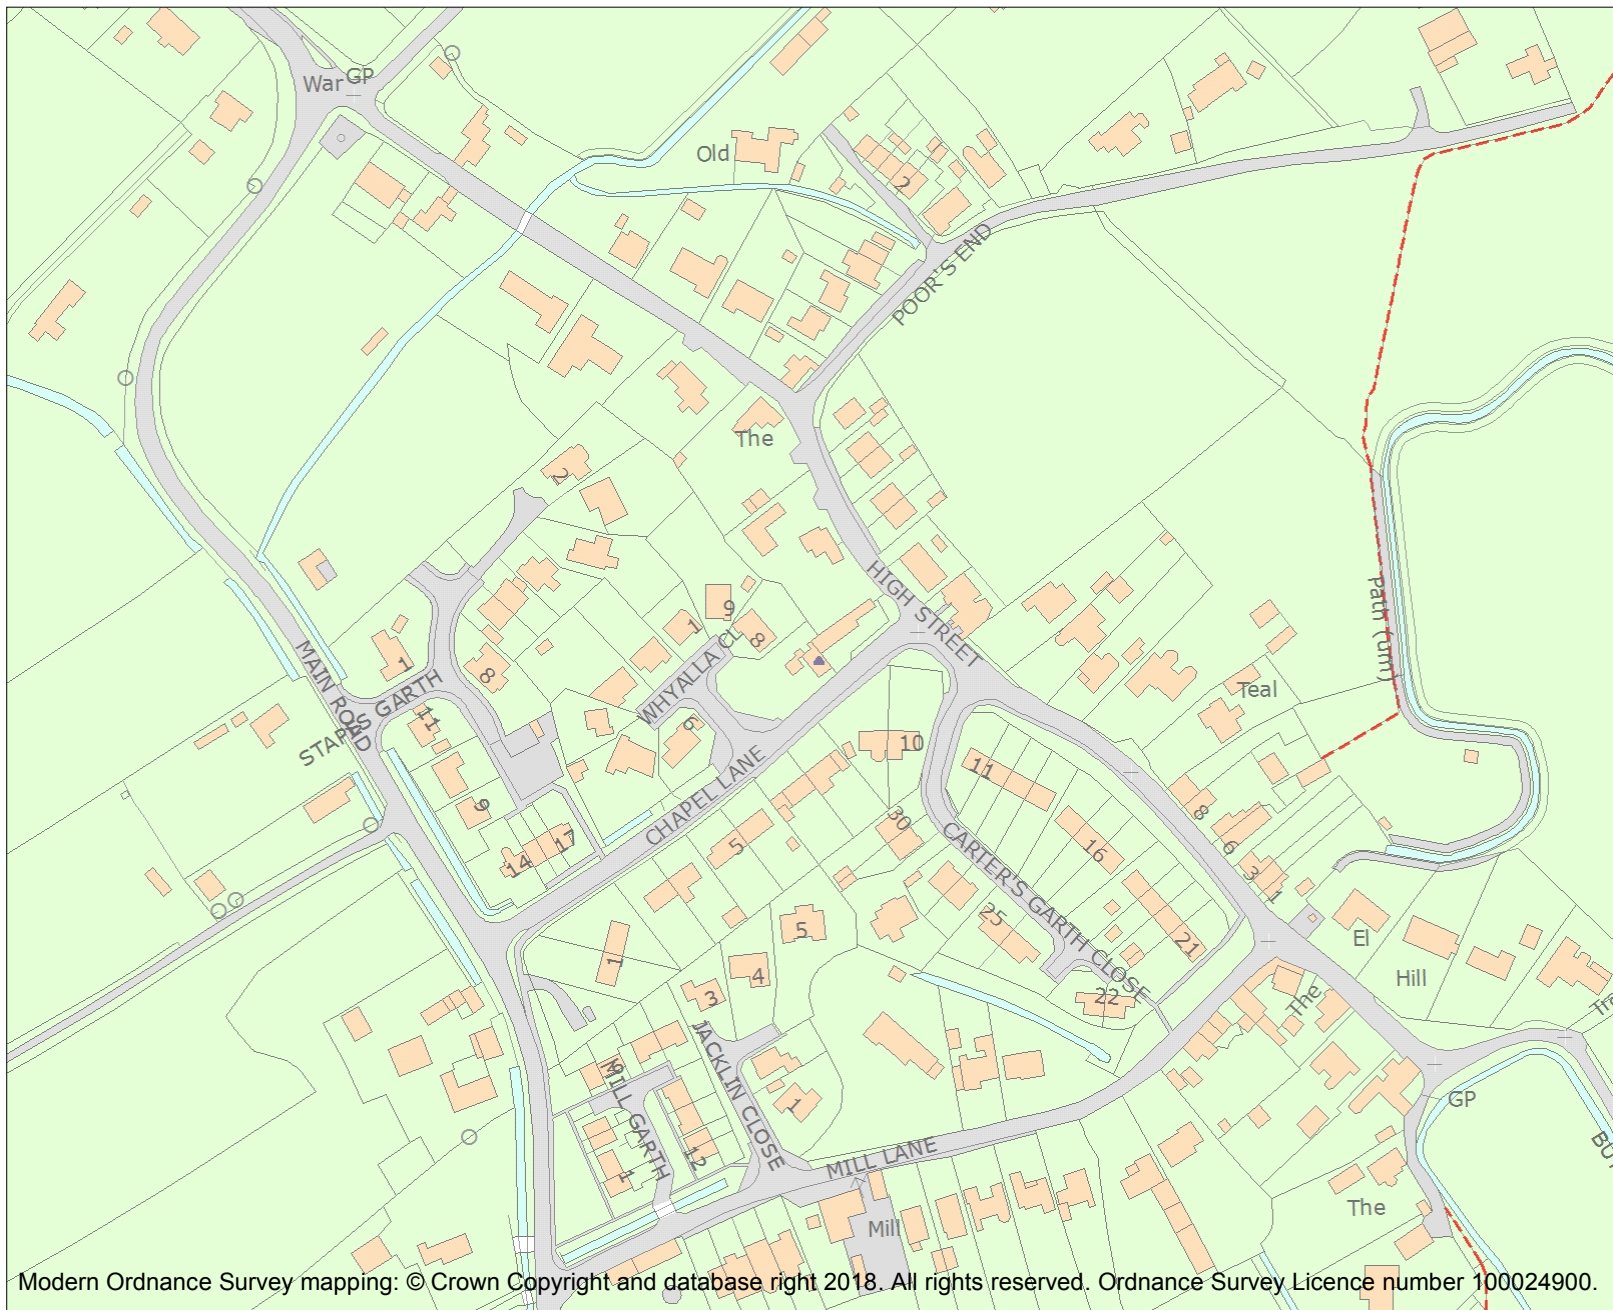 War
GP
Old
2
POOR'S END
The
2
HIGH STREET
Path (um)
9
1
8
WHYALLA CL
6
1
8
MAIN ROAD
STAPES GARTH
11
9
17
14
CHAPEL LANE
Teal
10
11
30
5
16
8
6
3
1
CARTER'S GARTH CLOSE
25
21
22
El
Hill
The
Tre
1
5
4
3
JACKLIN CLOSE
9
MILL GARTH
1
12
1
MILL LANE
Mill
GP
The
Modern Ordnance Survey mapping: © Crown Copyright and database right 2018. All rights reserved. Ordnance Survey Licence number 100024900.